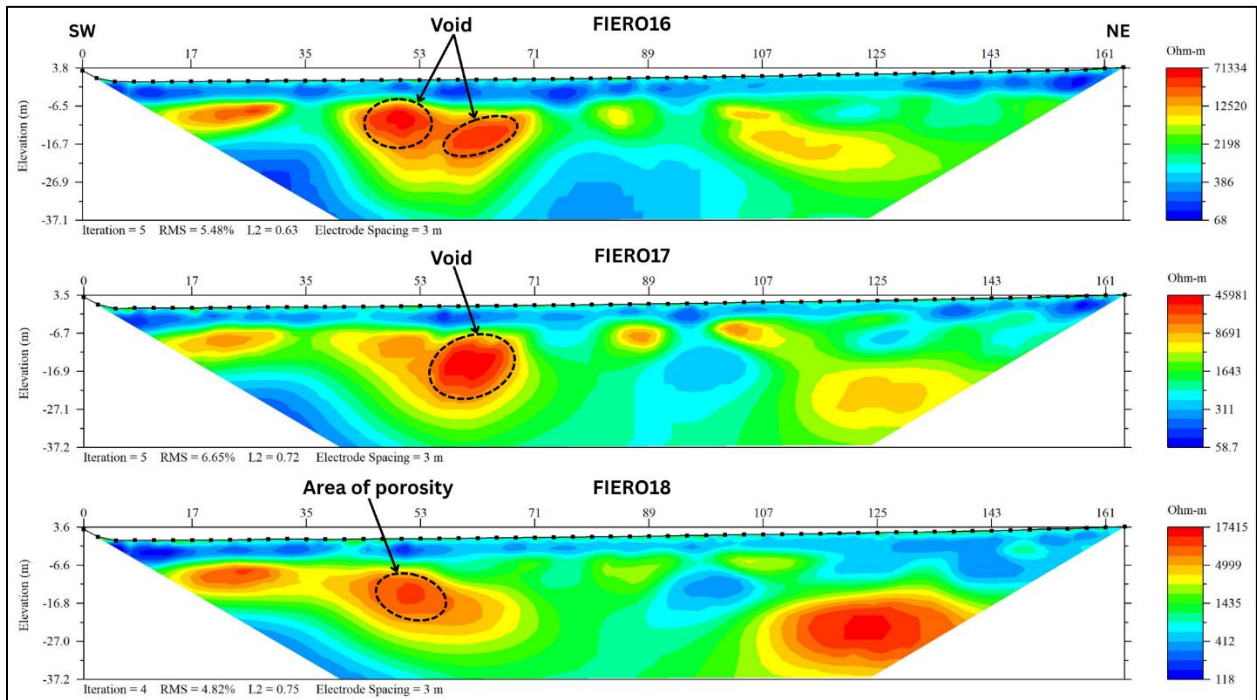 Void
SW FIERO16 NE
0 17 35 53 71 89 107 125 143 161
Ohm-m
3.8 71334
-6.5 12520
-16.7 2198
-26.9 386
-37.1 68
Elevation (m)
Iteration = 5 RMS = 5.48% L2 = 0.63 Electrode Spacing = 3 m
Void FIERO17
0 17 35 53 71 89 107 125 143 161
Ohm-m
3.5 45981
-6.7 8691
-16.9 1643
-27.1 311
-37.2 58.7
Elevation (m)
Iteration = 5 RMS = 6.65% L2 = 0.72 Electrode Spacing = 3 m
Area of porosity FIERO18
0 17 35 53 71 89 107 125 143 161
Ohm-m
3.6 17415
-6.6 4999
-16.8 1435
-27.0 412
-37.2 118
Elevation (m)
Iteration = 4 RMS = 4.82% L2 = 0.75 Electrode Spacing = 3 m